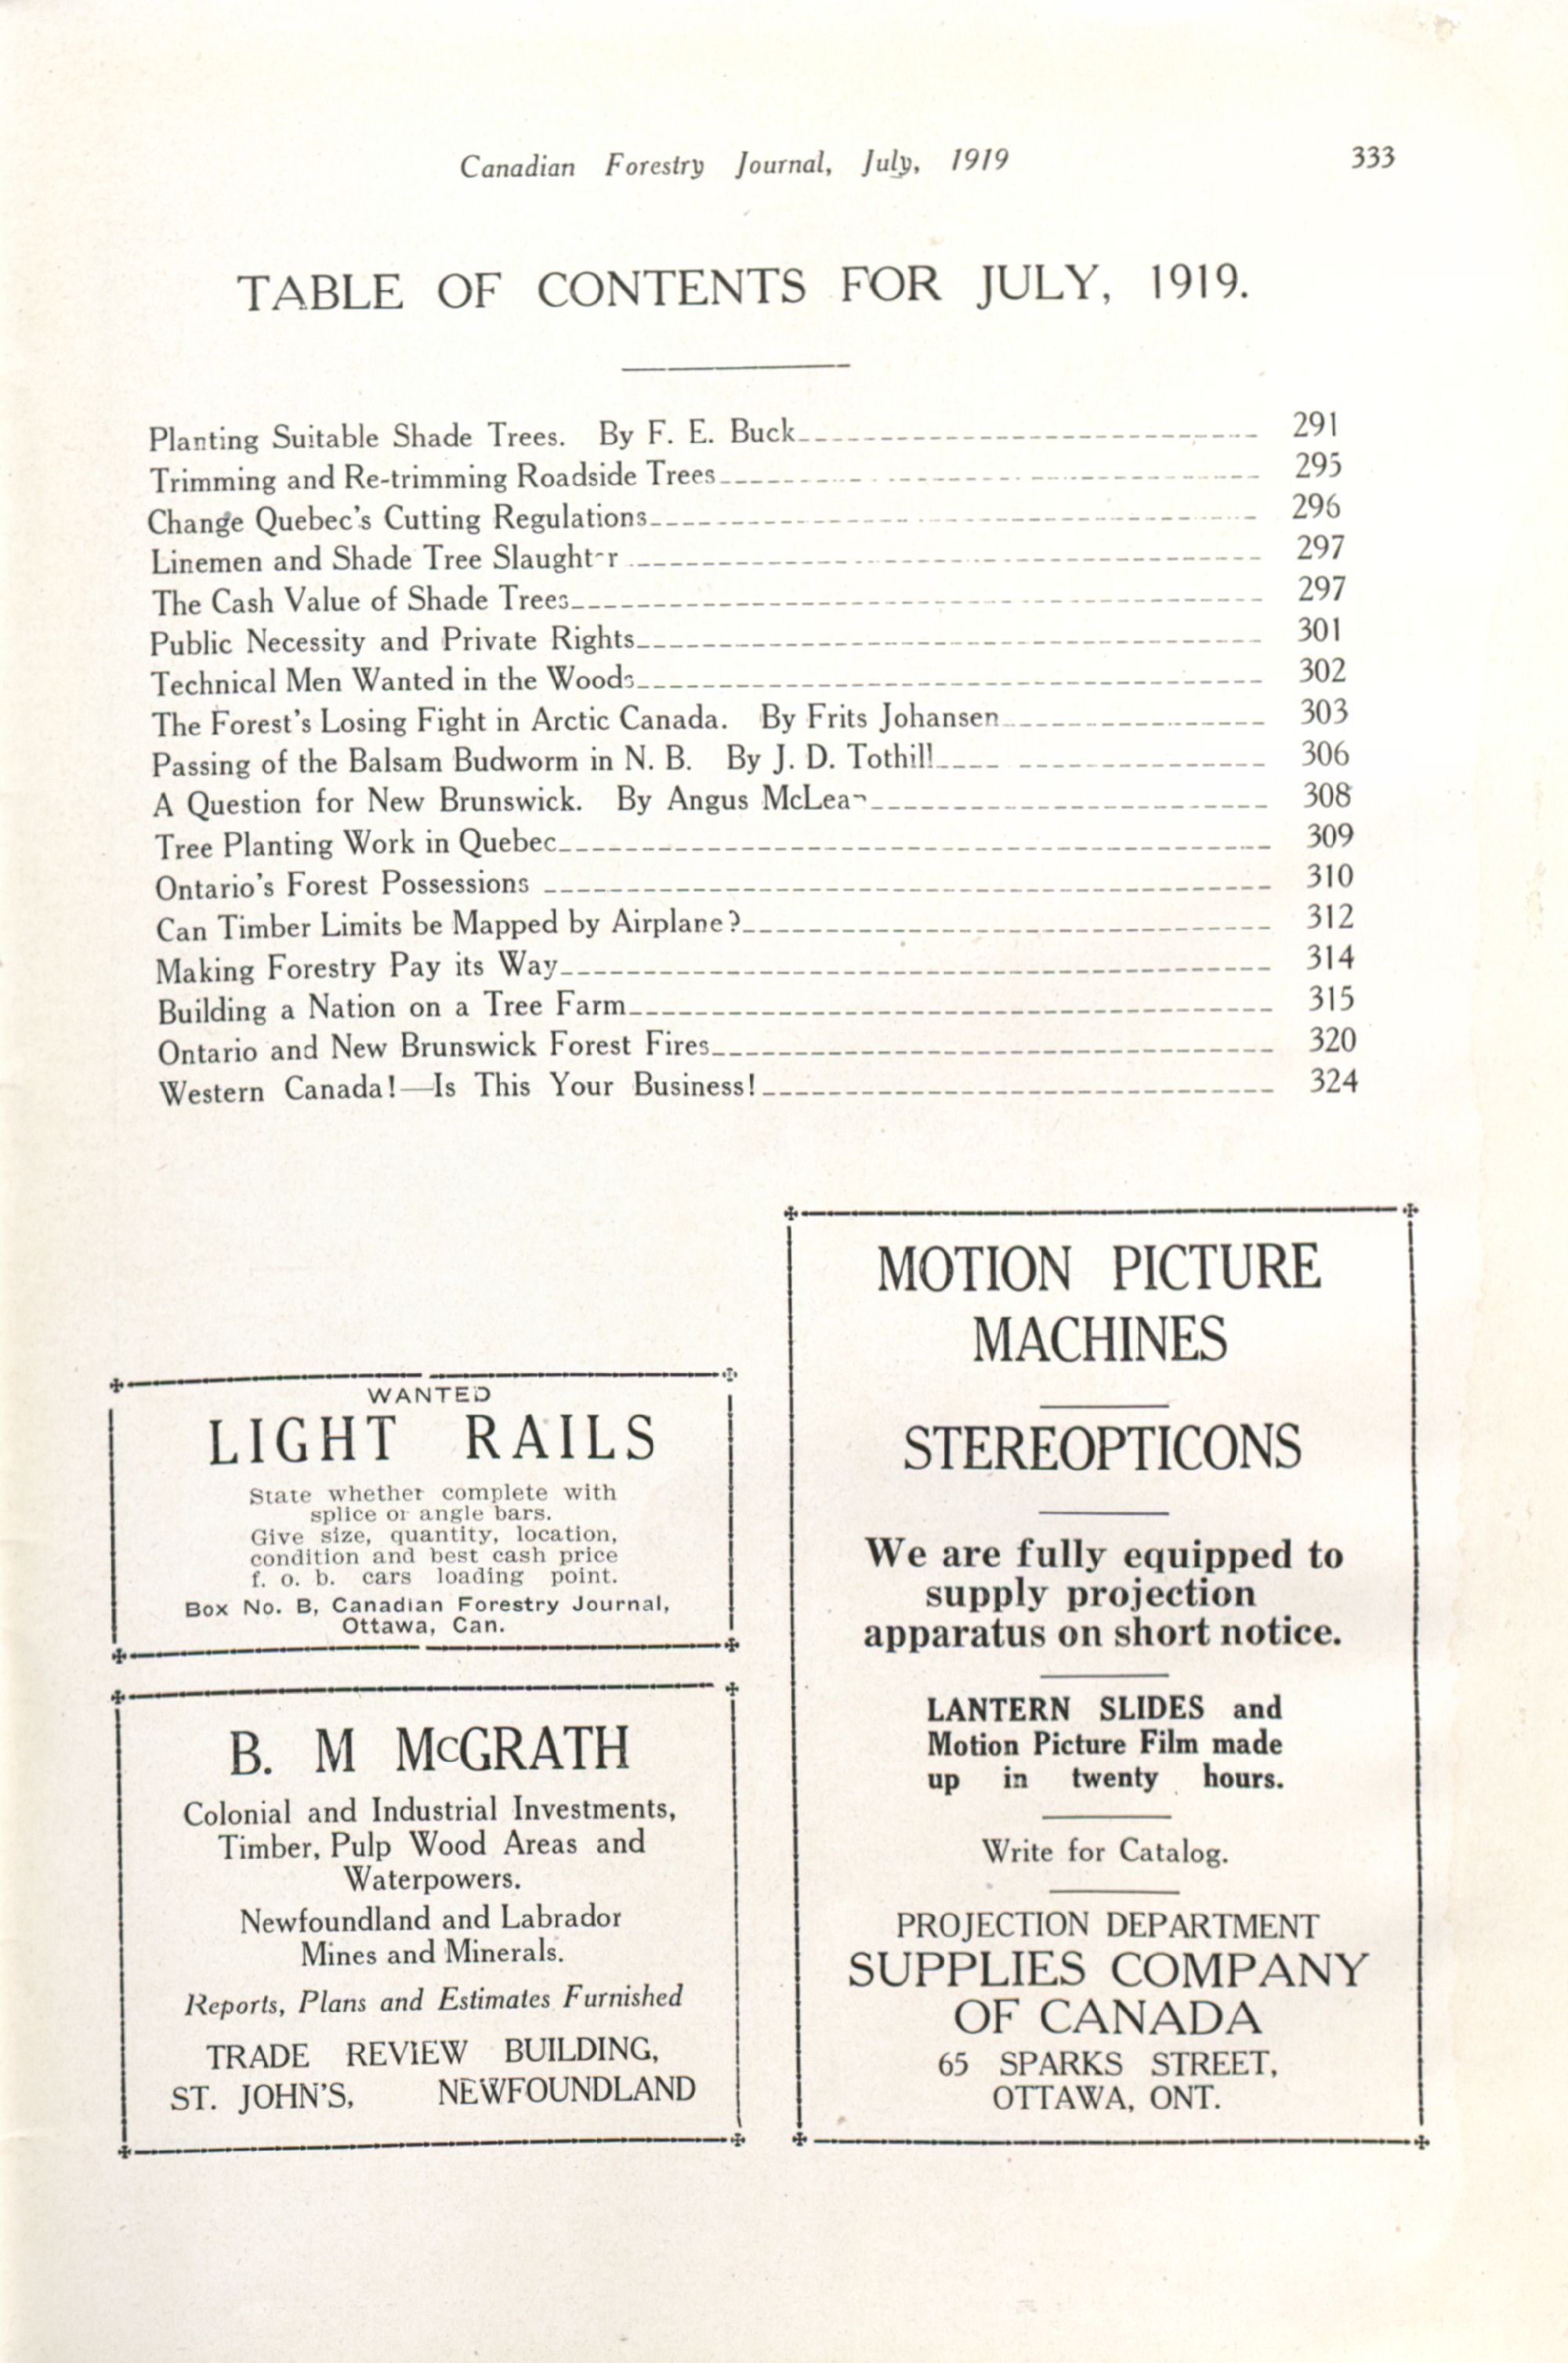 Canadian Forestry Journal, July, 1919 333
TABLE OF CONTENTS FOR JULY, 1919.
Planting Suitable Shade Trees. By F. E. Buck 291
Trimming and Re-trimming Roadside Trees 295
Change Quebec's Cutting Regulations 296
Linemen and Shade Tree Slaught-r 297
The Cash Value of Shade Trees 297
Public Necessity and Private Rights 301
Technical Men Wanted in the Woods 302
The Forest's Losing Fight in Arctic Canada. By Frits Johansen 303
Passing of the Balsam Budworm in N. B. By J. D. Tothill 306
A Question for New Brunswick. By Angus McLean 308
Tree Planting Work in Quebec 309
Ontario's Forest Possessions 310
Can Timber Limits be Mapped by Airplane? 312
Making Forestry Pay its Way 314
Building a Nation on a Tree Farm 315
Ontario and New Brunswick Forest Fires 320
Western Canada!—Is This Your Business! 324
WANTED
LIGHT RAILS
State whether complete with
splice or angle bars.
Give size, quantity, location,
condition and best cash price
f. o. b. cars loading point.
Box No. B, Canadian Forestry Journal,
Ottawa, Can.
B. M McGRATH
Colonial and Industrial Investments,
Timber, Pulp Wood Areas and
Waterpowers.
Newfoundland and Labrador
Mines and Minerals.
Reports, Plans and Estimates Furnished
TRADE REVIEW BUILDING,
ST. JOHN'S, NEWFOUNDLAND
MOTION PICTURE
MACHINES
STEREOPTICONS
We are fully equipped to
supply projection
apparatus on short notice.
LANTERN SLIDES and
Motion Picture Film made
up in twenty hours.
Write for Catalog.
PROJECTION DEPARTMENT
SUPPLIES COMPANY
OF CANADA
65 SPARKS STREET,
OTTAWA, ONT.